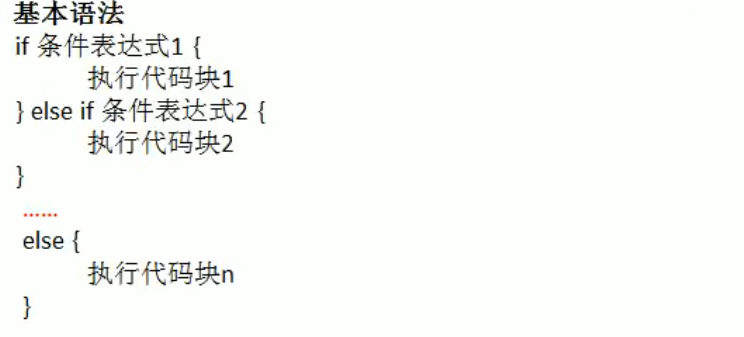 基本语法
if 条件表达式1 {
执行代码块1
} else if 条件表达式2 {
执行代码块2
}
......
else {
执行代码块n
}